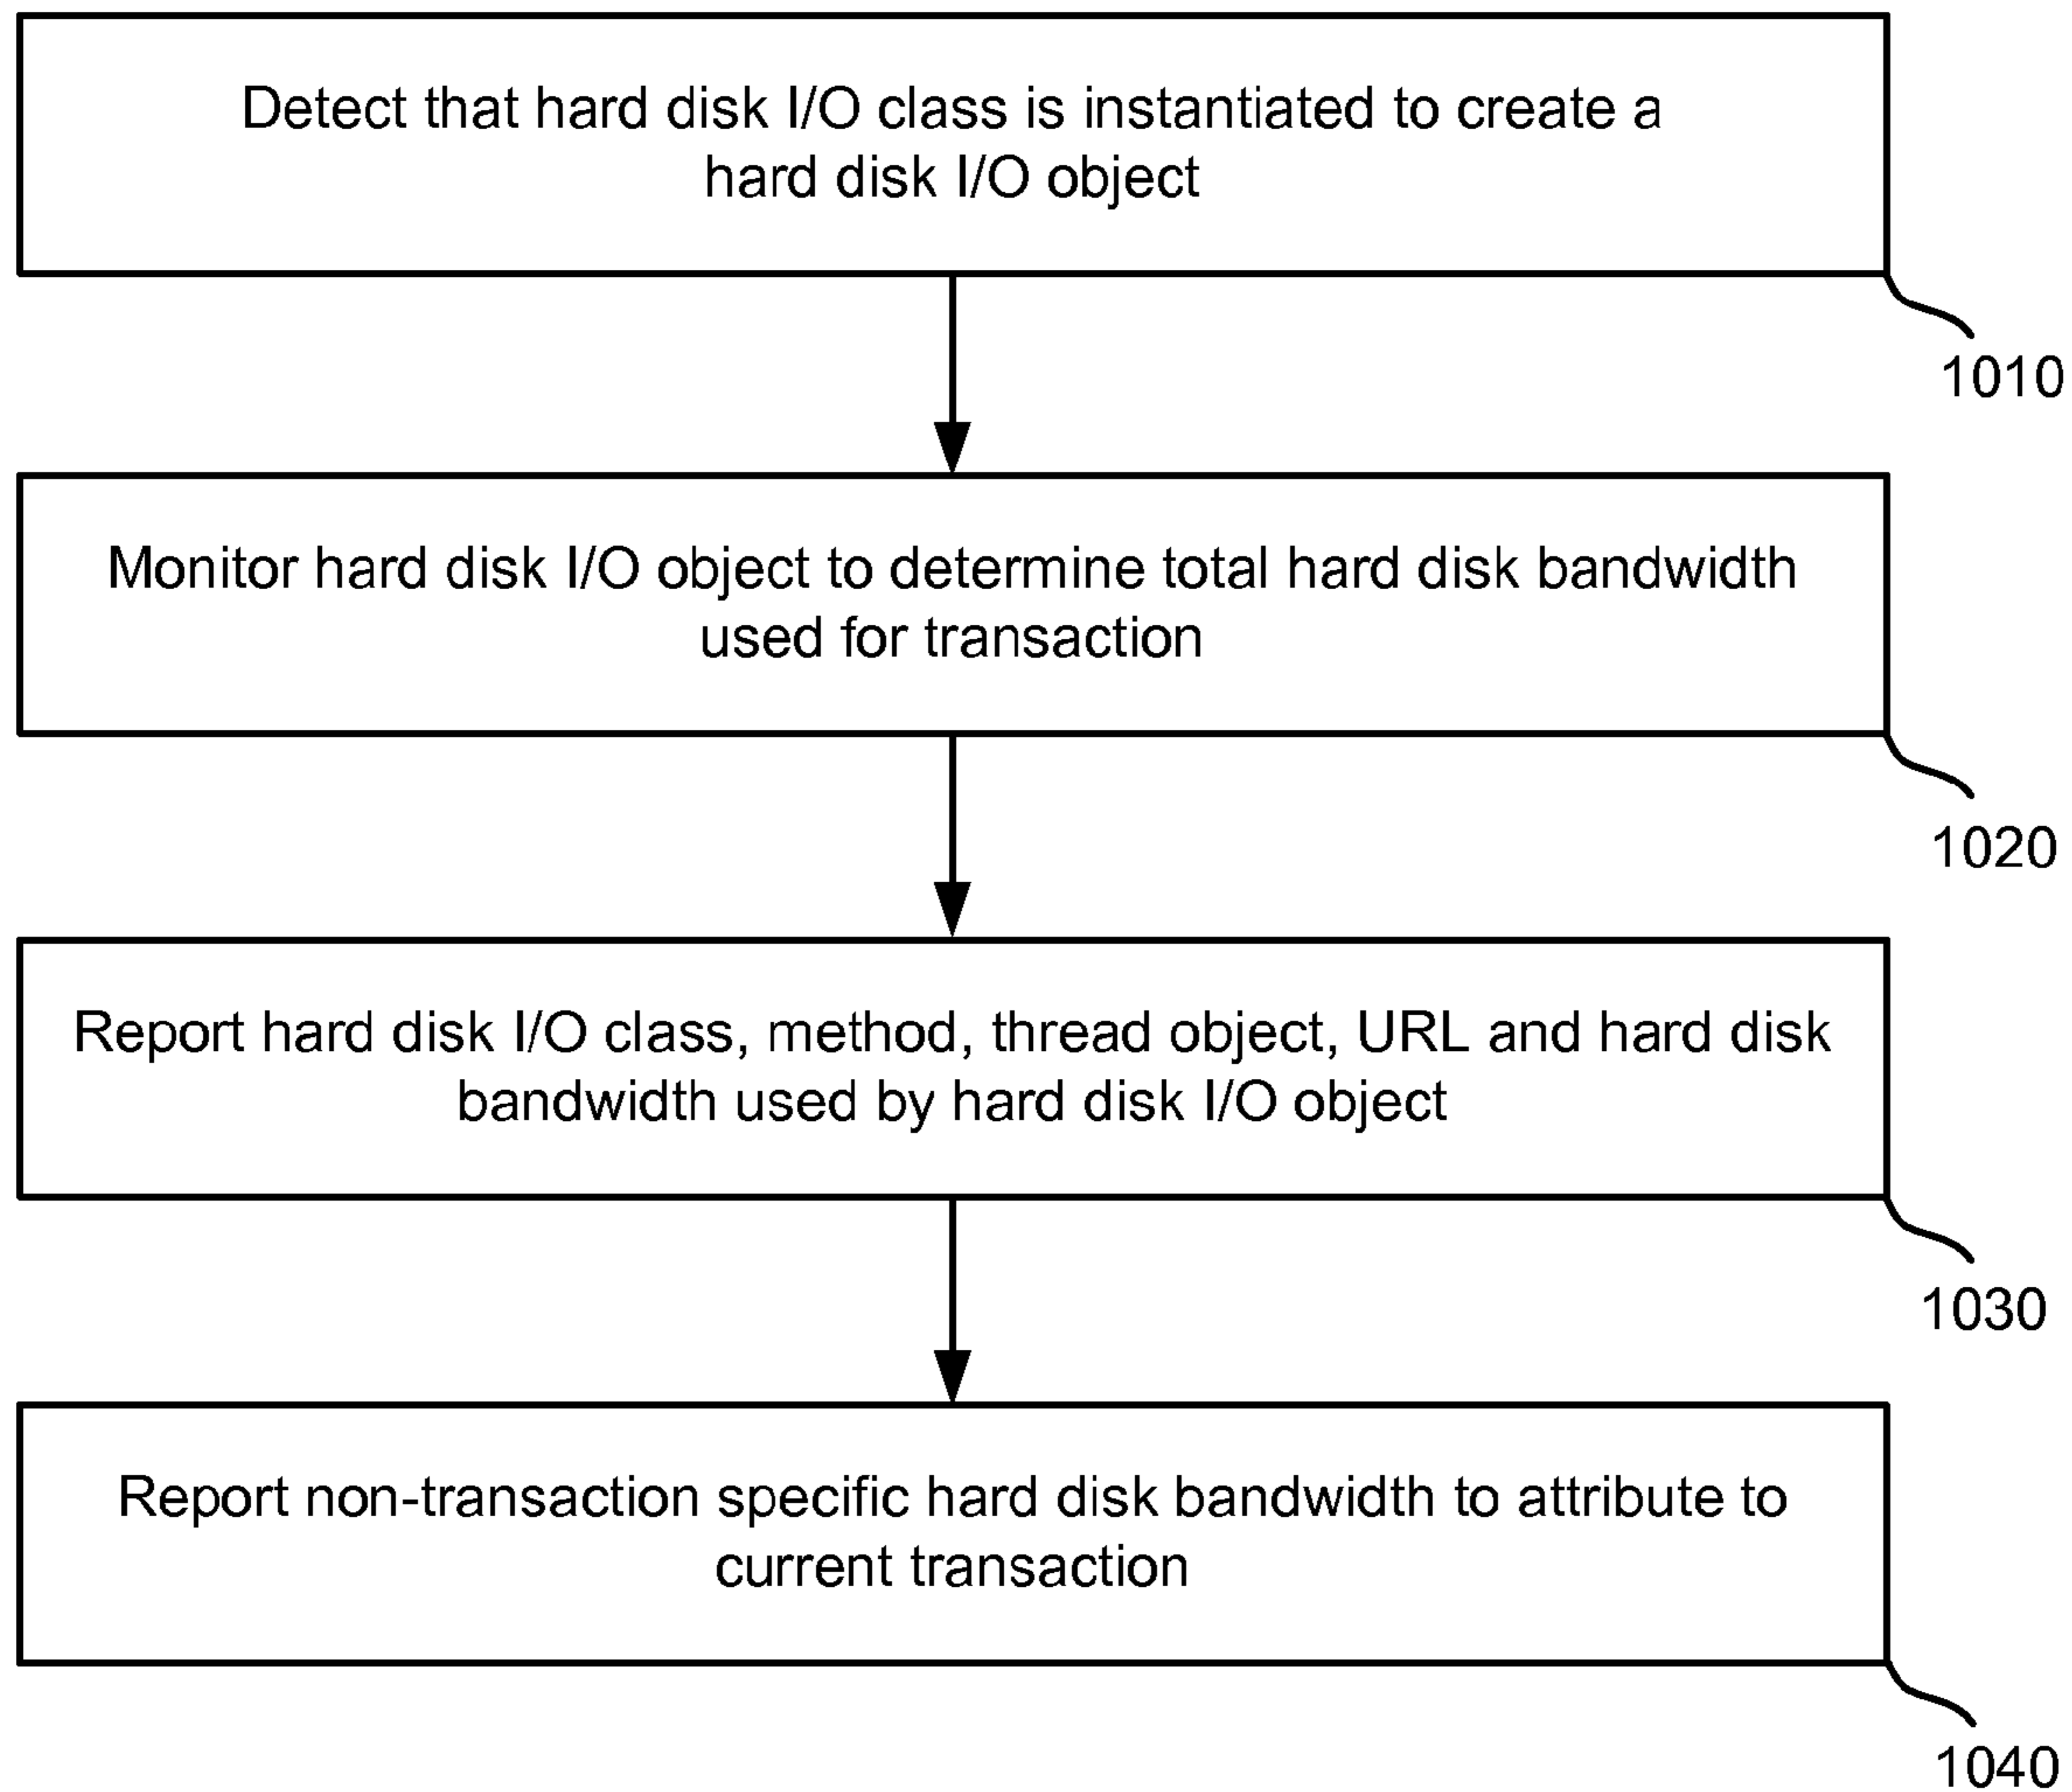 Detect that hard disk I/O class is instantiated to create a
hard disk I/O object
1010
Monitor hard disk I/O object to determine total hard disk bandwidth
used for transaction
1020
Report hard disk I/O class, method, thread object, URL and hard disk
bandwidth used by hard disk I/O object
1030
Report non-transaction specific hard disk bandwidth to attribute to
current transaction
1040